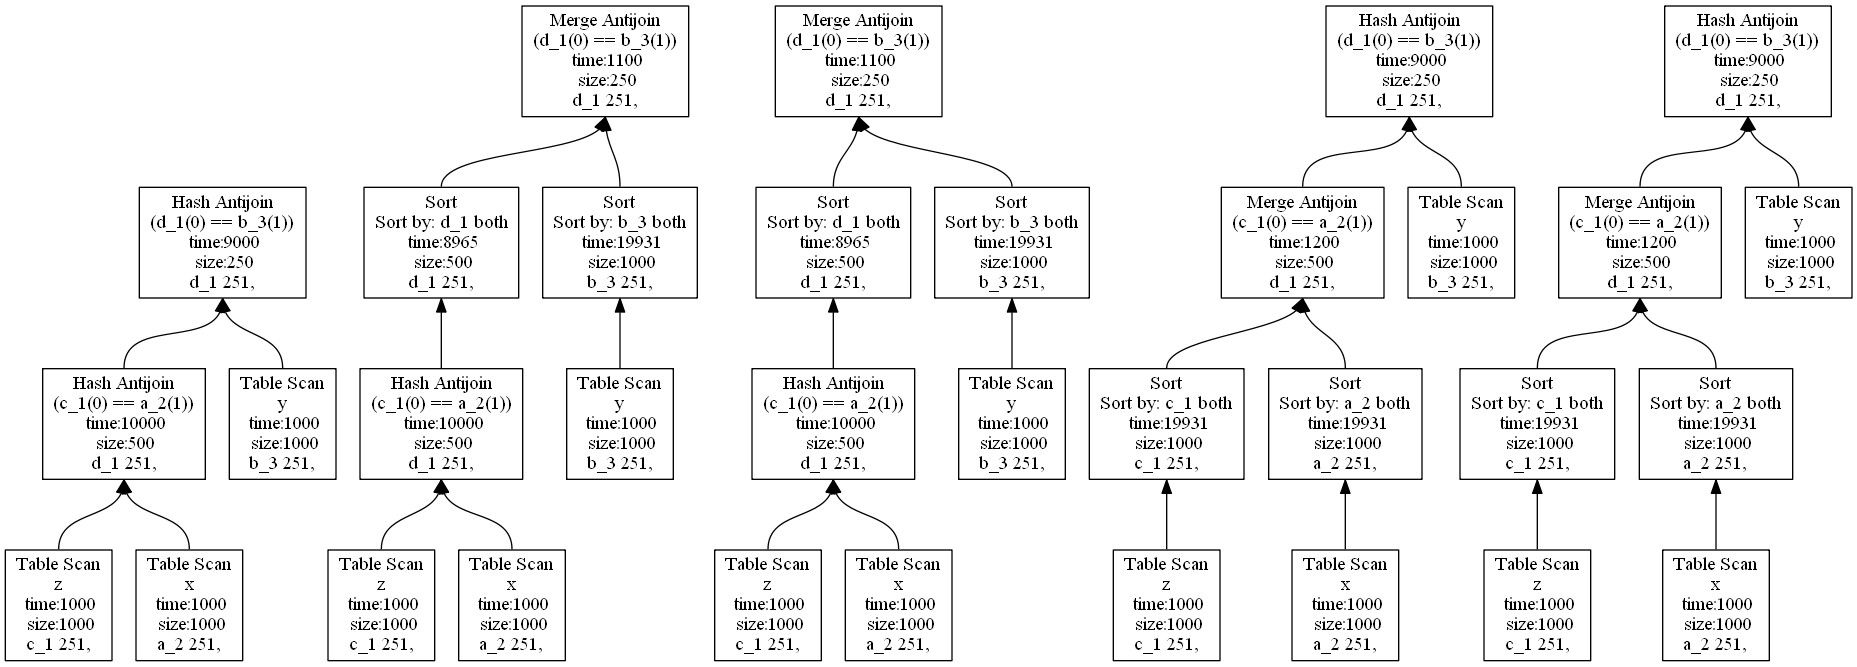 Merge Antijoin
(d_1(0) == b_3(1))
time:1100
size:250
d_1 251,
Merge Antijoin
(d_1(0) == b_3(1))
time:1100
size:250
d_1 251,
Hash Antijoin
(d_1(0) == b_3(1))
time:9000
size:250
d_1 251,
Hash Antijoin
(d_1(0) == b_3(1))
time:9000
size:250
d_1 251,
Hash Antijoin
(d_1(0) == b_3(1))
time:9000
size:250
d_1 251,
Sort
Sort by: d_1 both
time:8965
size:500
d_1 251,
Sort
Sort by: b_3 both
time:19931
size:1000
b_3 251,
Sort
Sort by: d_1 both
time:8965
size:500
d_1 251,
Sort
Sort by: b_3 both
time:19931
size:1000
b_3 251,
Merge Antijoin
(c_1(0) == a_2(1))
time:1200
size:500
d_1 251,
Table Scan
y
time:1000
size:1000
b_3 251,
Merge Antijoin
(c_1(0) == a_2(1))
time:1200
size:500
d_1 251,
Table Scan
y
time:1000
size:1000
b_3 251,
Hash Antijoin
(c_1(0) == a_2(1))
time:10000
size:500
d_1 251,
Table Scan
y
time:1000
size:1000
b_3 251,
Hash Antijoin
(c_1(0) == a_2(1))
time:10000
size:500
d_1 251,
Table Scan
y
time:1000
size:1000
b_3 251,
Hash Antijoin
(c_1(0) == a_2(1))
time:10000
size:500
d_1 251,
Table Scan
y
time:1000
size:1000
b_3 251,
Sort
Sort by: c_1 both
time:19931
size:1000
c_1 251,
Sort
Sort by: a_2 both
time:19931
size:1000
a_2 251,
Sort
Sort by: c_1 both
time:19931
size:1000
c_1 251,
Sort
Sort by: a_2 both
time:19931
size:1000
a_2 251,
Table Scan
z
time:1000
size:1000
c_1 251,
Table Scan
x
time:1000
size:1000
a_2 251,
Table Scan
z
time:1000
size:1000
c_1 251,
Table Scan
x
time:1000
size:1000
a_2 251,
Table Scan
z
time:1000
size:1000
c_1 251,
Table Scan
x
time:1000
size:1000
a_2 251,
Table Scan
z
time:1000
size:1000
c_1 251,
Table Scan
x
time:1000
size:1000
a_2 251,
Table Scan
z
time:1000
size:1000
c_1 251,
Table Scan
x
time:1000
size:1000
a_2 251,